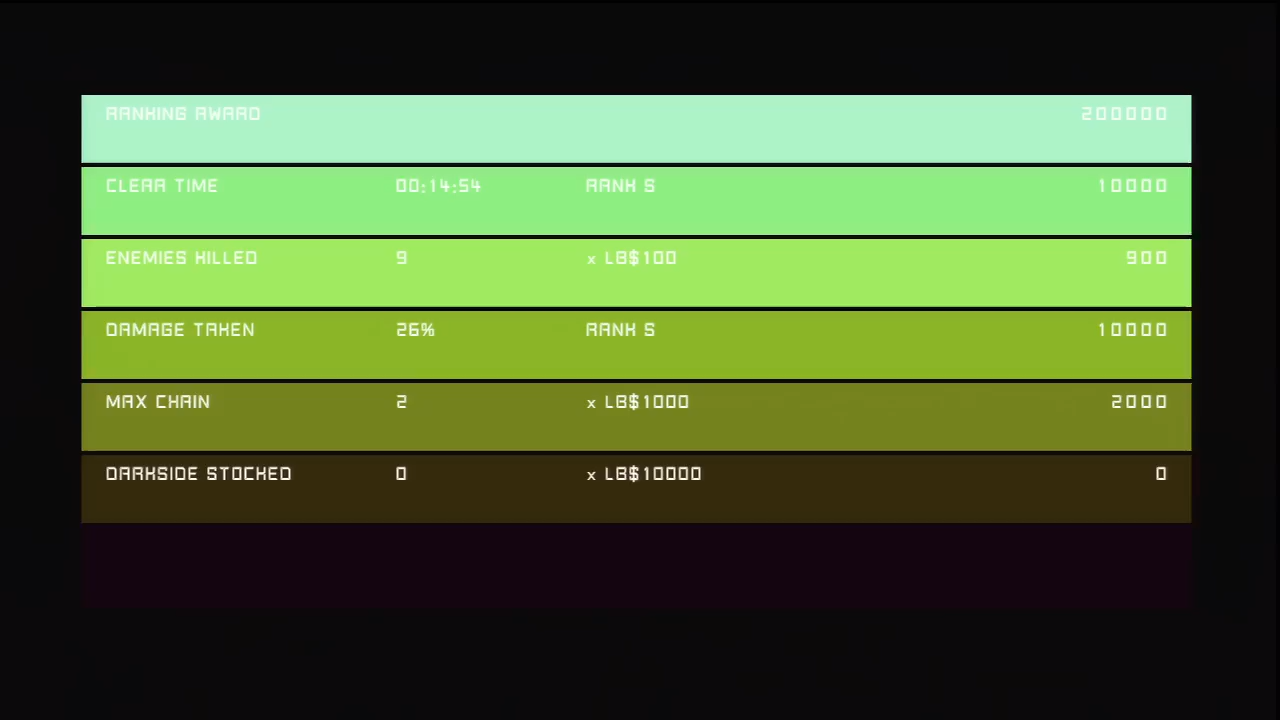 RANKING AWARD 200000
CLEAR TIME 00:14:54 RANK S 10000
ENEMIES KILLED 9 x LB$100 900
DAMAGE TAKEN 26% RANK S 10000
MAX CHAIN 2 x LB$1000 2000
DARKSIDE STOCKED 0 x LB$10000 0